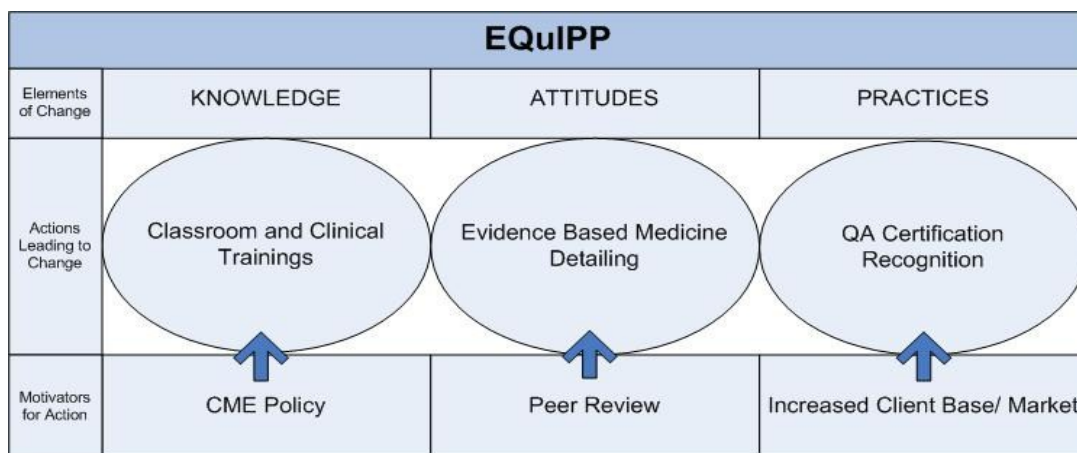 EQuIPP
Elements
of Change
KNOWLEDGE
ATTITUDES
PRACTICES
Actions
Leading to
Change
Classroom and Clinical
Trainings
Evidence Based Medicine
Detailing
QA Certification
Recognition
Motivators
for Action
CME Policy
Peer Review
Increased Client Base/ Market